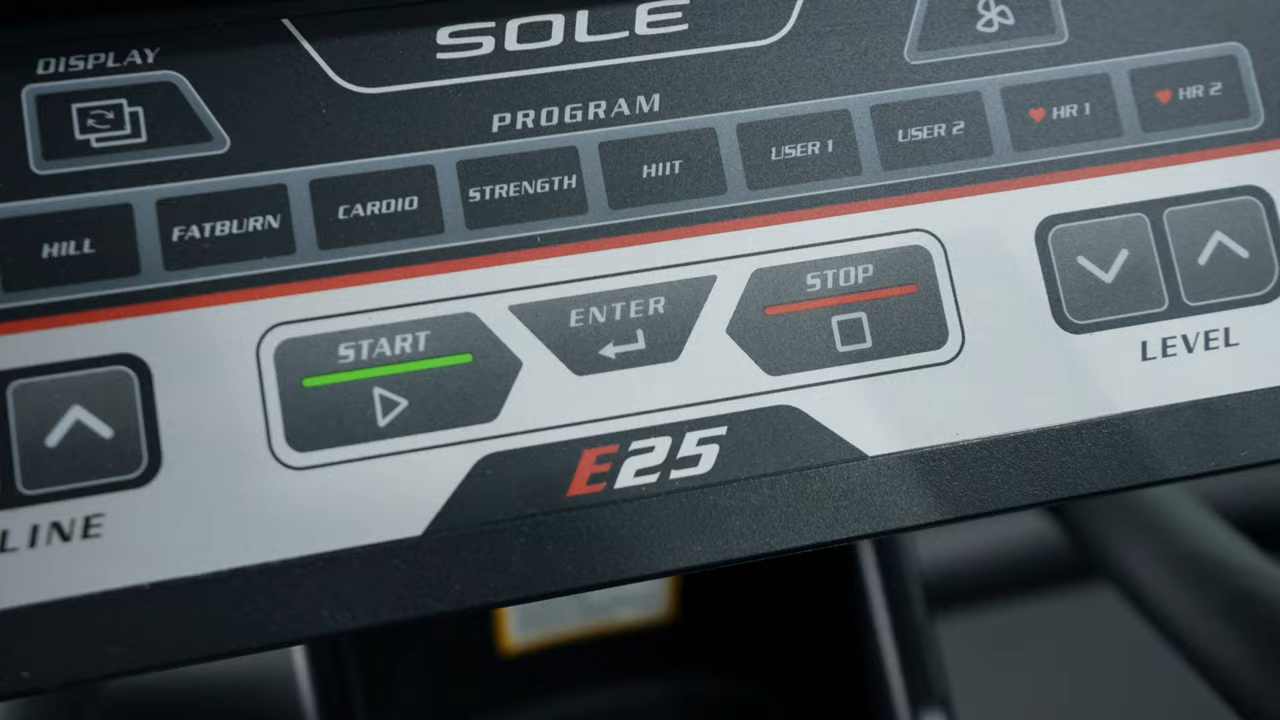 SOLE
DISPLAY
PROGRAM
HILL FATBURN CARDIO STRENGTH HIIT USER 1 USER 2 HR 1 HR 2
START ENTER STOP
LEVEL
E25
LINE